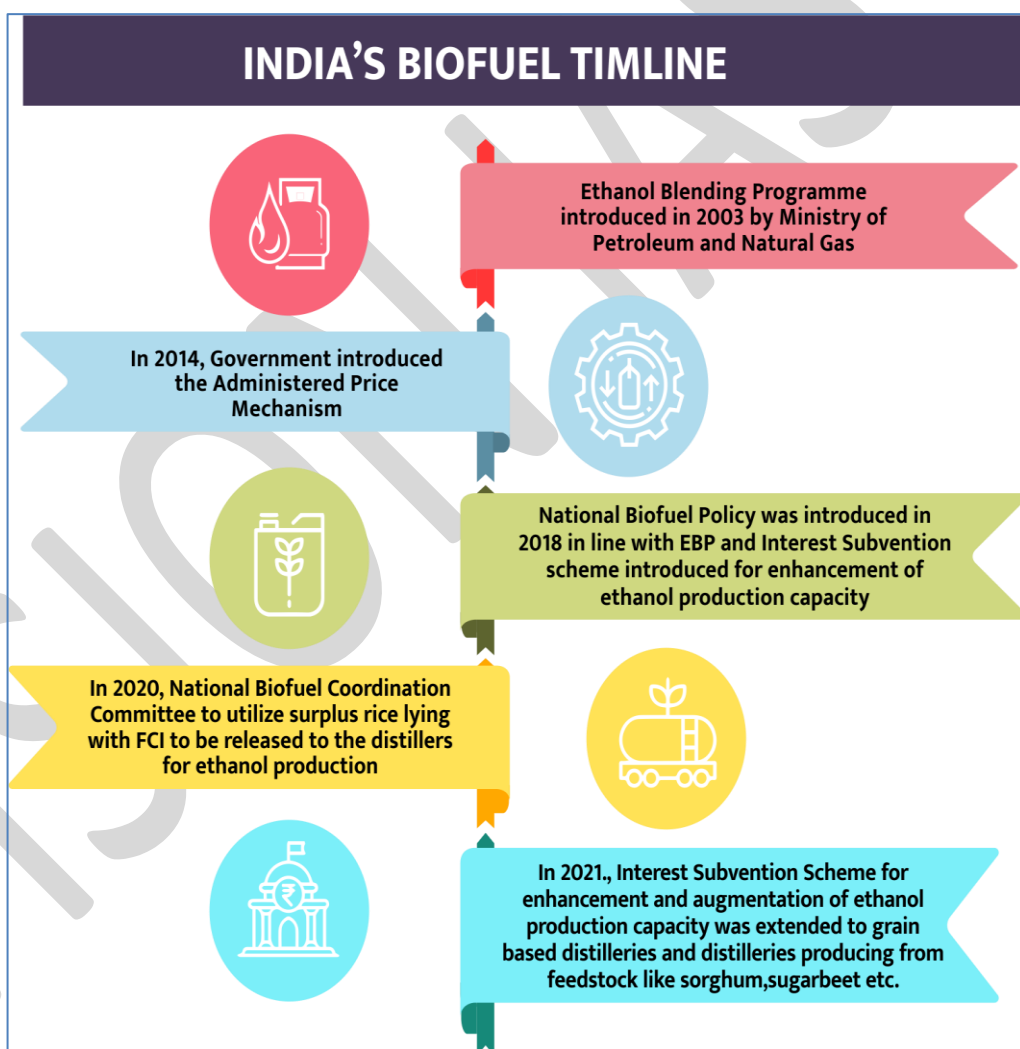 INDIA'S BIOFUEL TIMLINE
Ethanol Blending Programme
introduced in 2003 by Ministry of
Petroleum and Natural Gas
In 2014, Government introduced
the Administered Price
Mechanism
National Biofuel Policy was introduced in
2018 in line with EBP and Interest Subvention
scheme introduced for enhancement of
ethanol production capacity
In 2020, National Biofuel Coordination
Committee to utilize surplus rice lying
with FCI to be released to the distillers
for ethanol production
₹
In 2021., Interest Subvention Scheme for
enhancement and augmentation of ethanol
production capacity was extended to grain
based distilleries and distilleries producing from
feedstock like sorghum,sugarbeet etc.